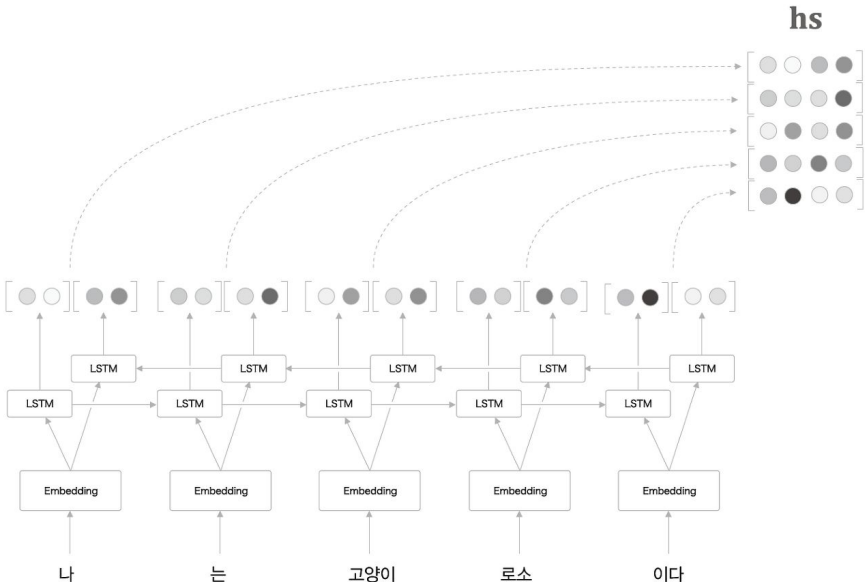 hs
LSTM LSTM LSTM LSTM LSTM
LSTM LSTM LSTM LSTM LSTM
Embedding Embedding Embedding Embedding Embedding
나 는 고양이 로소 이다